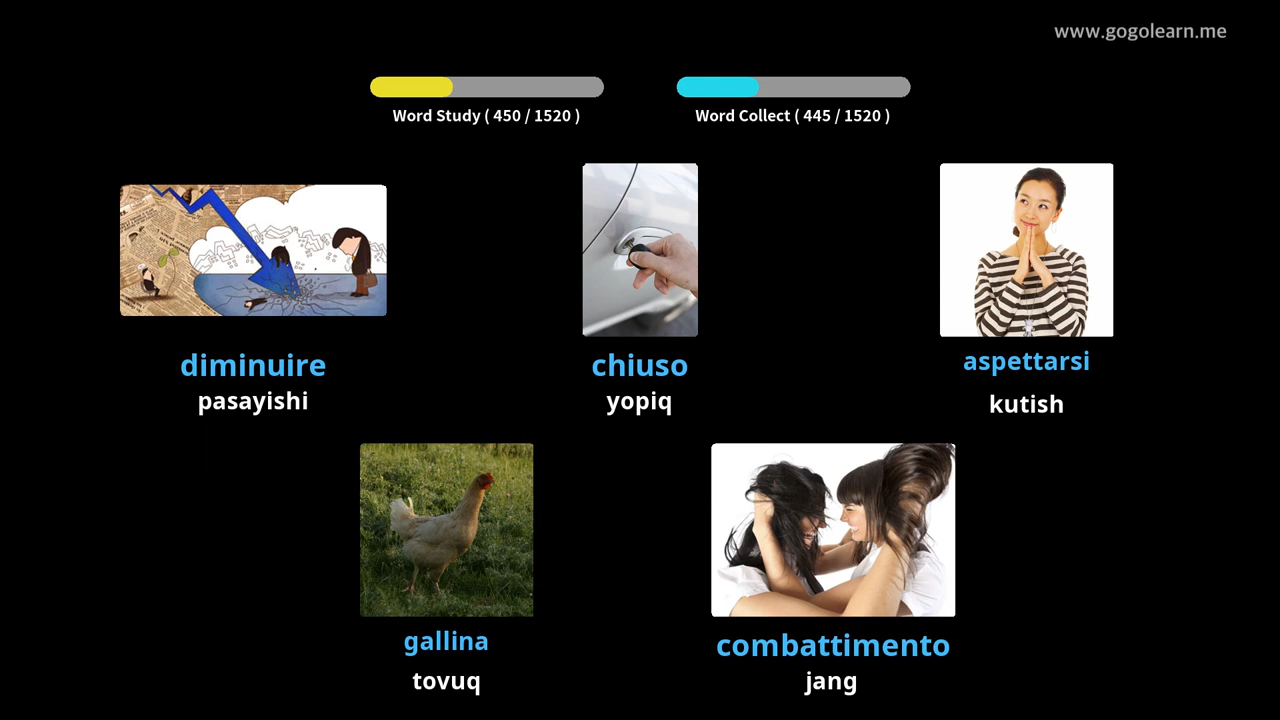 www.gogolearn.me
Word Study ( 450 / 1520 )
Word Collect ( 445 / 1520 )
diminuire
pasayishi
chiuso
yopiq
aspettarsi
kutish
gallina
tovuq
combattimento
jang